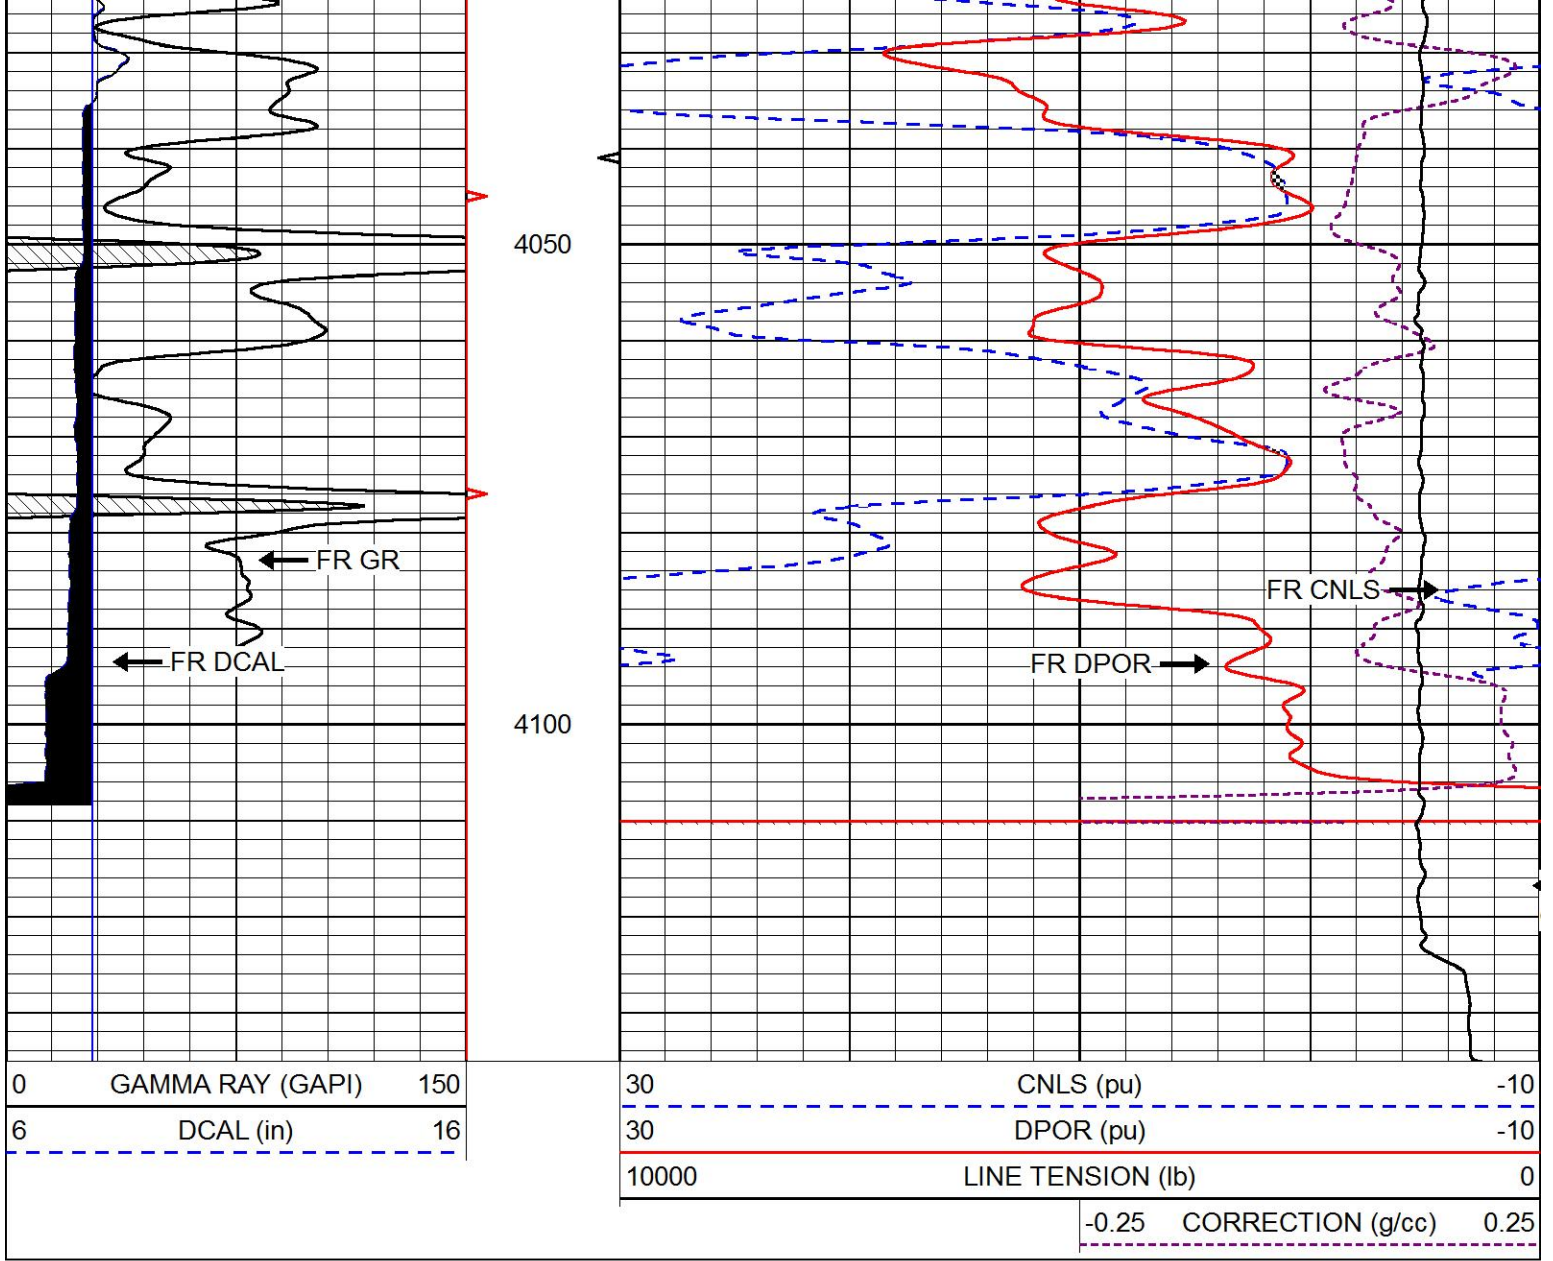 4050
FR GR
FR CNLS
FR DCAL
FR DPOR
4100
0 GAMMA RAY (GAPI) 150
6 DCAL (in) 16
30 CNLS (pu) -10
30 DPOR (pu) -10
10000 LINE TENSION (lb) 0
-0.25 CORRECTION (g/cc) 0.25